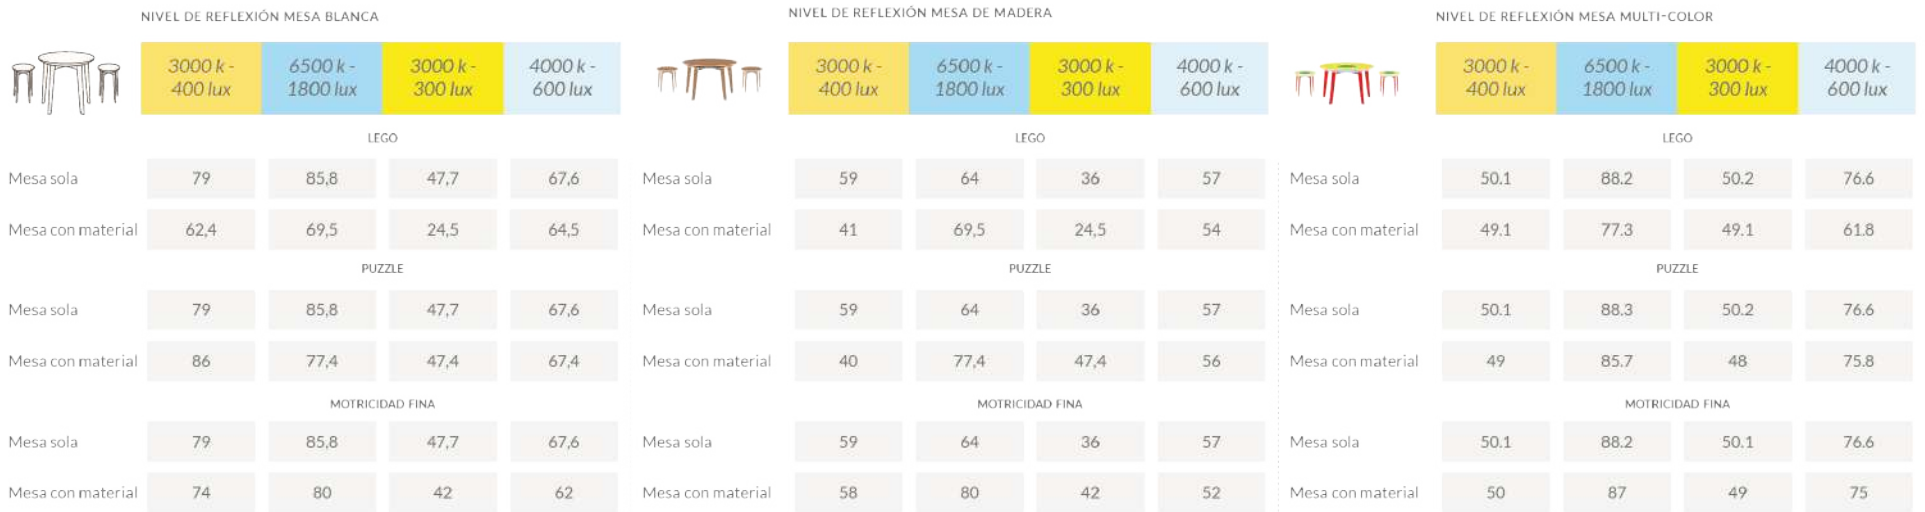 NIVEL DE REFLEXIÓN MESA BLANCA
3000 k - 400 lux 6500 k - 1800 lux 3000 k - 300 lux 4000 k - 600 lux
LEGO
Mesa sola 79 85,8 47,7 67,6
Mesa con material 62,4 69,5 24,5 64,5
PUZZLE
Mesa sola 79 85,8 47,7 67,6
Mesa con material 86 77,4 47,4 67,4
MOTRICIDAD FINA
Mesa sola 79 85,8 47,7 67,6
Mesa con material 74 80 42 62
NIVEL DE REFLEXIÓN MESA DE MADERA
3000 k - 400 lux 6500 k - 1800 lux 3000 k - 300 lux 4000 k - 600 lux
LEGO
Mesa sola 59 64 36 57
Mesa con material 41 69,5 24,5 54
PUZZLE
Mesa sola 59 64 36 57
Mesa con material 40 77,4 47,4 56
MOTRICIDAD FINA
Mesa sola 59 64 36 57
Mesa con material 58 80 42 52
NIVEL DE REFLEXIÓN MESA MULTI-COLOR
3000 k - 400 lux 6500 k - 1800 lux 3000 k - 300 lux 4000 k - 600 lux
LEGO
Mesa sola 50.1 88.2 50.2 76.6
Mesa con material 49.1 77.3 49.1 61.8
PUZZLE
Mesa sola 50.1 88.3 50.2 76.6
Mesa con material 49 85.7 48 75.8
MOTRICIDAD FINA
Mesa sola 50.1 88.2 50.1 76.6
Mesa con material 50 87 49 75